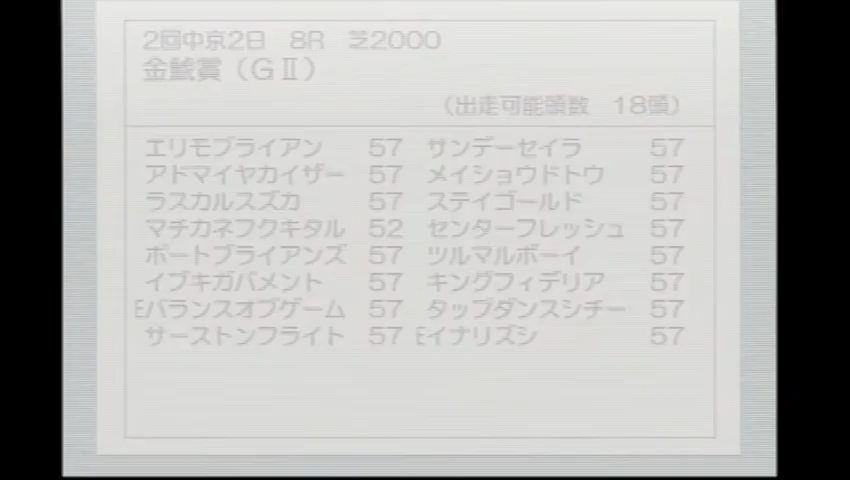 2回中京2日 8R 芝2000
金鯱賞（GⅡ）
（出走可能頭数 18頭）
エリモブライアン 57 サンデーセイラ 57
アドマイヤカイザー 57 メイショウドトウ 57
ラスカルスズカ 57 ステイゴールド 57
マチカネフクキタル 52 センターフレッシュ 57
ボートブライアンズ 57 ツルマルボーイ 57
イブキガバメント 57 キングフィデリア 57
Eバランスオブゲーム 57 タップダンスシチー 57
サーストンフライト 57 Eイナリズシ 57